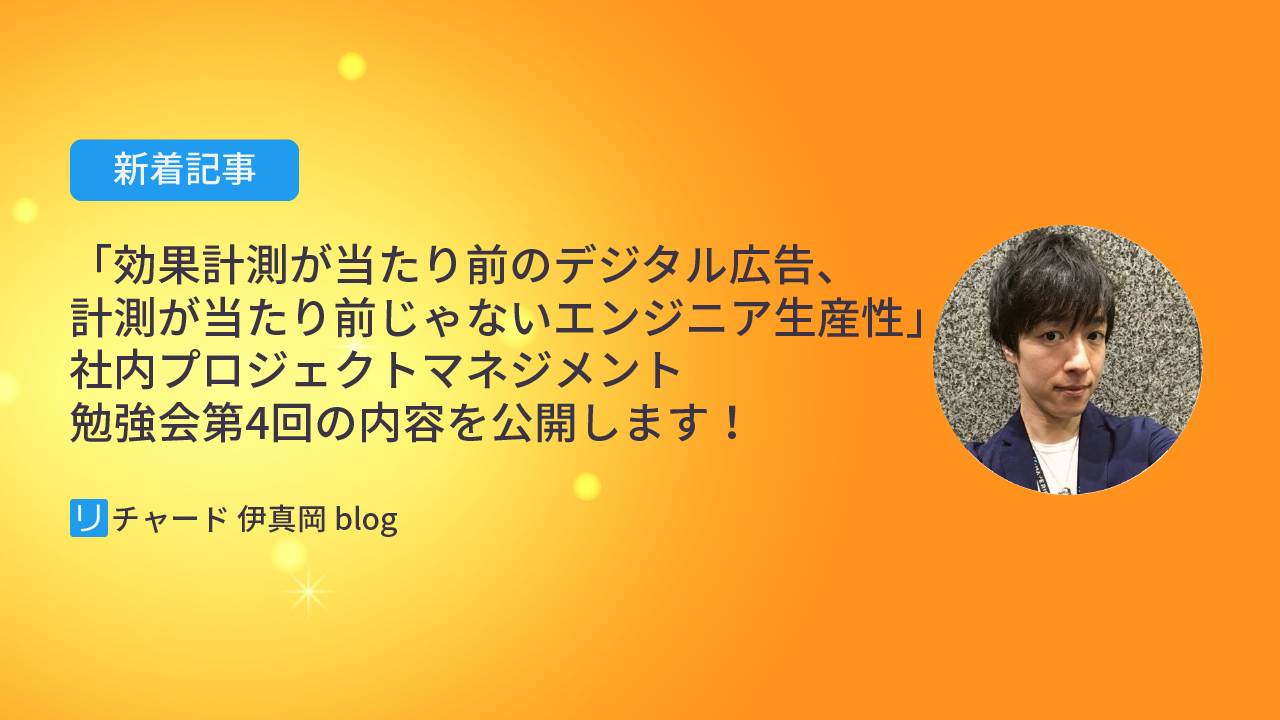 新着記事
「効果計測が当たり前のデジタル広告、
計測が当たり前じゃないエンジニア生産性」
社内プロジェクトマネジメント
勉強会第4回の内容を公開します！
リチャード 伊真岡 blog